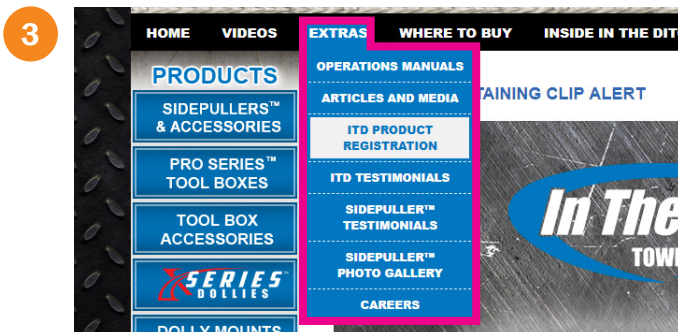 3
HOME VIDEOS EXTRAS WHERE TO BUY INSIDE IN THE
PRODUCTS
SIDEPULLERS™
& ACCESSORIES
PRO SERIES™
TOOL BOXES
TOOL BOX
ACCESSORIES
X SERIES™
DOLLIES
DOLLY MOUNTS
OPERATIONS MANUALS
ARTICLES AND MEDIA
ITD PRODUCT
REGISTRATION
ITD TESTIMONIALS
SIDEPULLER™
TESTIMONIALS
SIDEPULLER™
PHOTO GALLERY
CAREERS
TAINING CLIP ALERT
In The
TOW